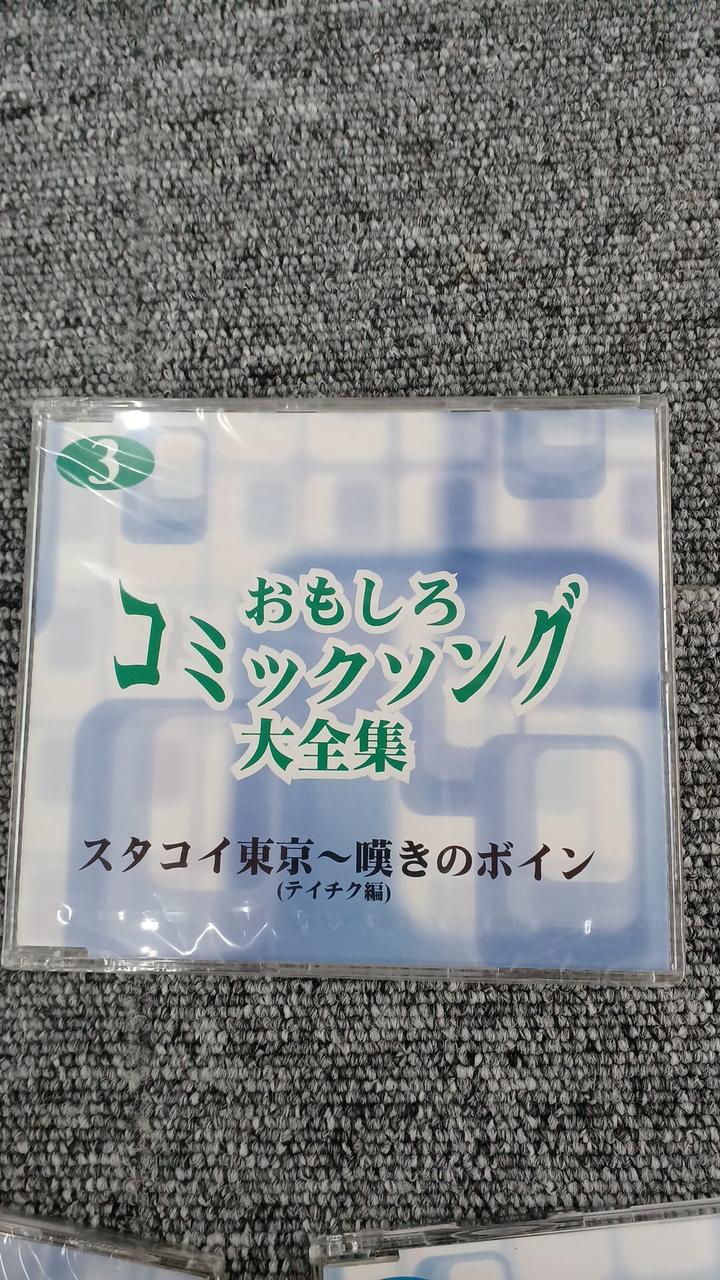 3
おもしろ
コミックソング
大全集
スタコイ東京〜嘆きのボイン
(テイチク編)